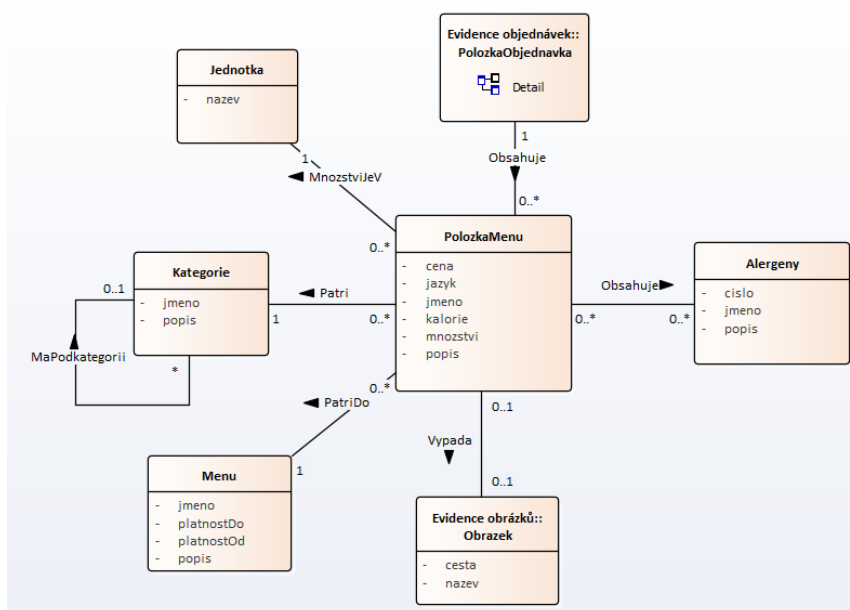 Evidence objednávek::
PolozkaObjednavka
Detail
1
Obsahuje
0..*
Jednotka
- nazev
1
MnozstviJeV
0..*
PolozkaMenu
- cena
- jazyk
- jmeno
- kalorie
- mnozstvi
- popis
Alergeny
- cislo
- jmeno
- popis
Obsahuje
0..*
0..*
Kategorie
- jmeno
- popis
Patri
1
0..*
0..1
MaPodkategorii
*
0..*
PatriDo
1
Menu
- jmeno
- platnostDo
- platnostOd
- popis
0..1
Vypada
0..1
Evidence obrázků::
Obrazek
- cesta
- nazev